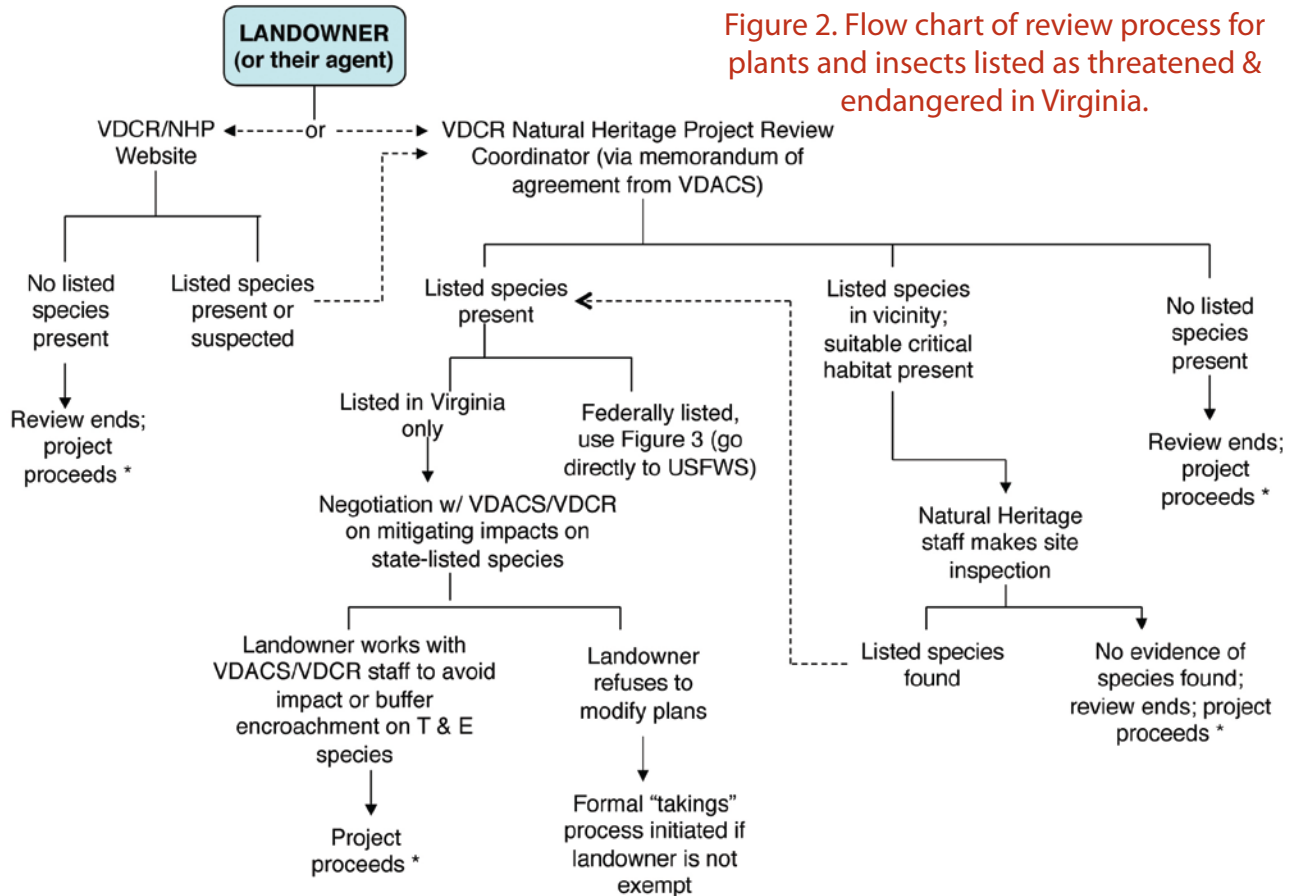 LANDOWNER
(or their agent)
Figure 2. Flow chart of review process for
plants and insects listed as threatened &
endangered in Virginia.
VDCR/NHP
Website
or
VDCR Natural Heritage Project Review
Coordinator (via memorandum of
agreement from VDACS)
No listed
species
present
Listed species
present or
suspected
Listed species
present
Listed species
in vicinity;
suitable critical
habitat present
No listed
species
present
Review ends;
project
proceeds *
Listed in Virginia
only
Federally listed,
use Figure 3 (go
directly to USFWS)
Review ends;
project
proceeds *
Negotiation w/ VDACS/VDCR
on mitigating impacts on
state-listed species
Natural Heritage
staff makes site
inspection
Landowner works with
VDACS/VDCR staff to avoid
impact or buffer
encroachment on T & E
species
Landowner
refuses to
modify plans
Listed species
found
No evidence of
species found;
review ends; project
proceeds *
Project
proceeds *
Formal “takings”
process initiated if
landowner is not
exempt